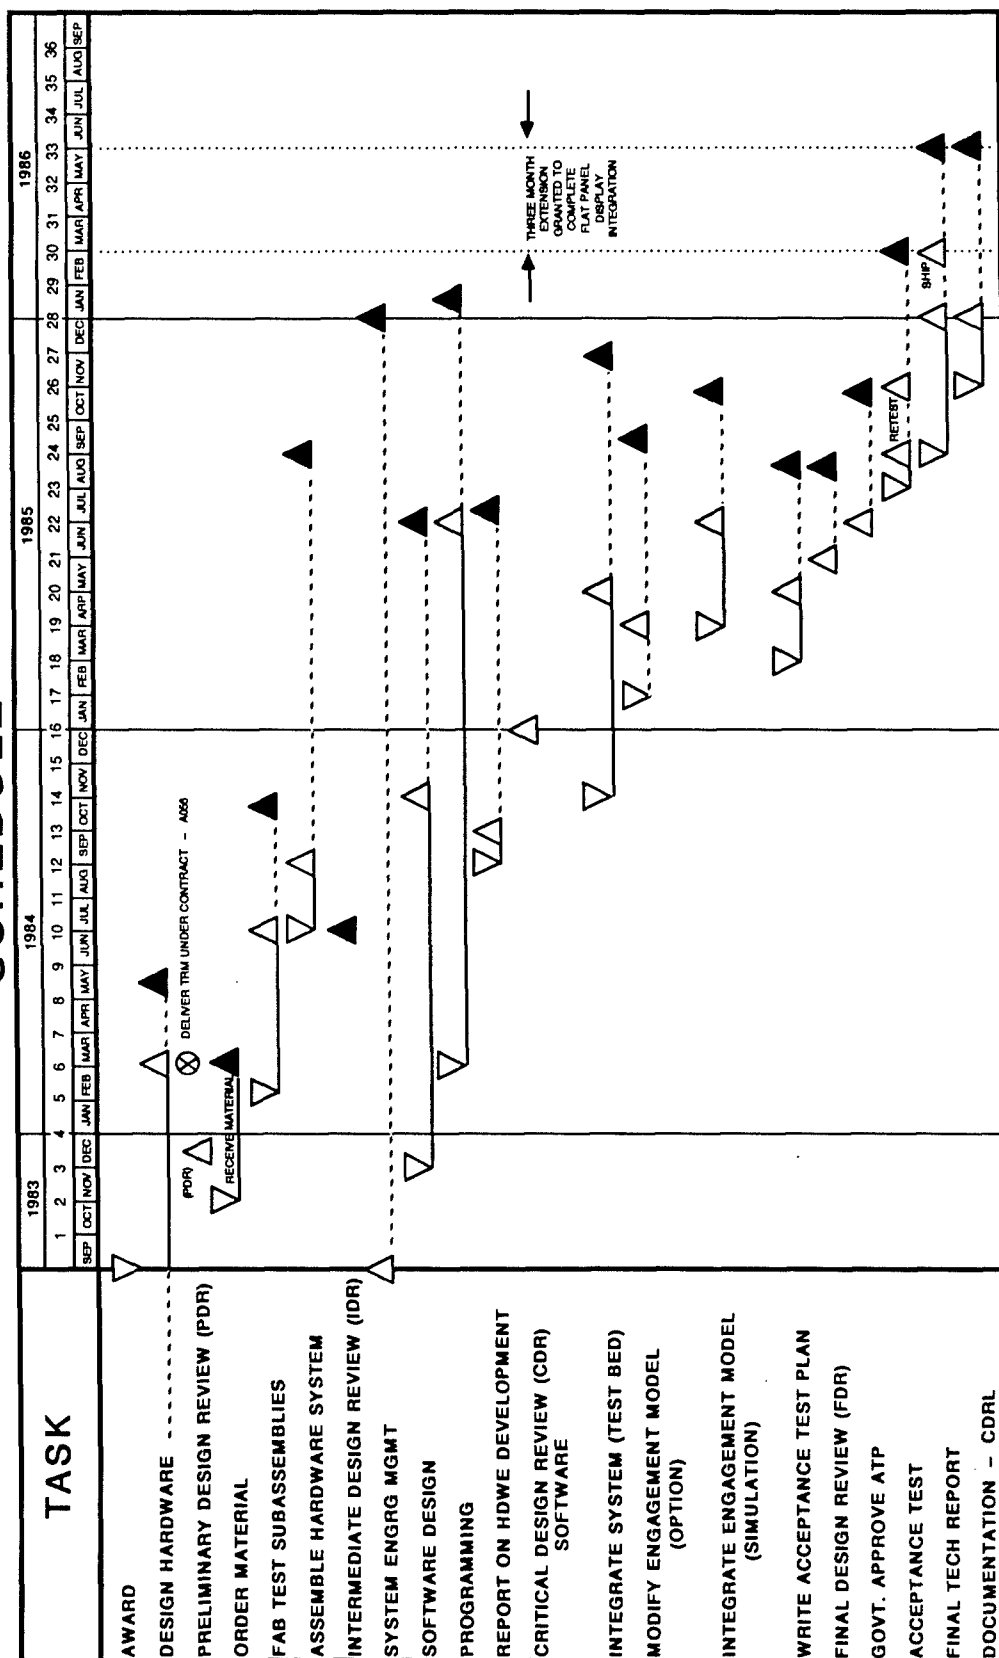 TASK
1983
1984
1985
1986
1 2 3 4 5 6 7 8 9 10 11 12 13 14 15 16 17 18 19 20 21 22 23 24 25 26 27 28 29 30 31 32 33 34 35 36
SEP OCT NOV DEC JAN FEB MAR APR MAY JUN JUL AUG SEP OCT NOV DEC JAN FEB MAR ARP MAY JUN JUL AUG SEP OCT NOV DEC JAN FEB MAR APR MAY JUN JUL AUG SEP
AWARD
DESIGN HARDWARE
PRELIMINARY DESIGN REVIEW (PDR)
(PDR)
DELIVER TRM UNDER CONTRACT - A056
ORDER MATERIAL
RECEIVE MATERIAL
FAB TEST SUBASSEMBLIES
ASSEMBLE HARDWARE SYSTEM
INTERMEDIATE DESIGN REVIEW (IDR)
SYSTEM ENGRG MGMT
SOFTWARE DESIGN
PROGRAMMING
REPORT ON HDWE DEVELOPMENT
CRITICAL DESIGN REVIEW (CDR)
SOFTWARE
THREE MONTH
EXTENSION
GRANTED TO
COMPLETE
FLAT PANEL
DISPLAY
INTEGRATION
INTEGRATE SYSTEM (TEST BED)
MODIFY ENGAGEMENT MODEL
(OPTION)
INTEGRATE ENGAGEMENT MODEL
(SIMULATION)
WRITE ACCEPTANCE TEST PLAN
FINAL DESIGN REVIEW (FDR)
GOVT. APPROVE ATP
ACCEPTANCE TEST
RETEST
SHIP
FINAL TECH REPORT
DOCUMENTATION - CDRL